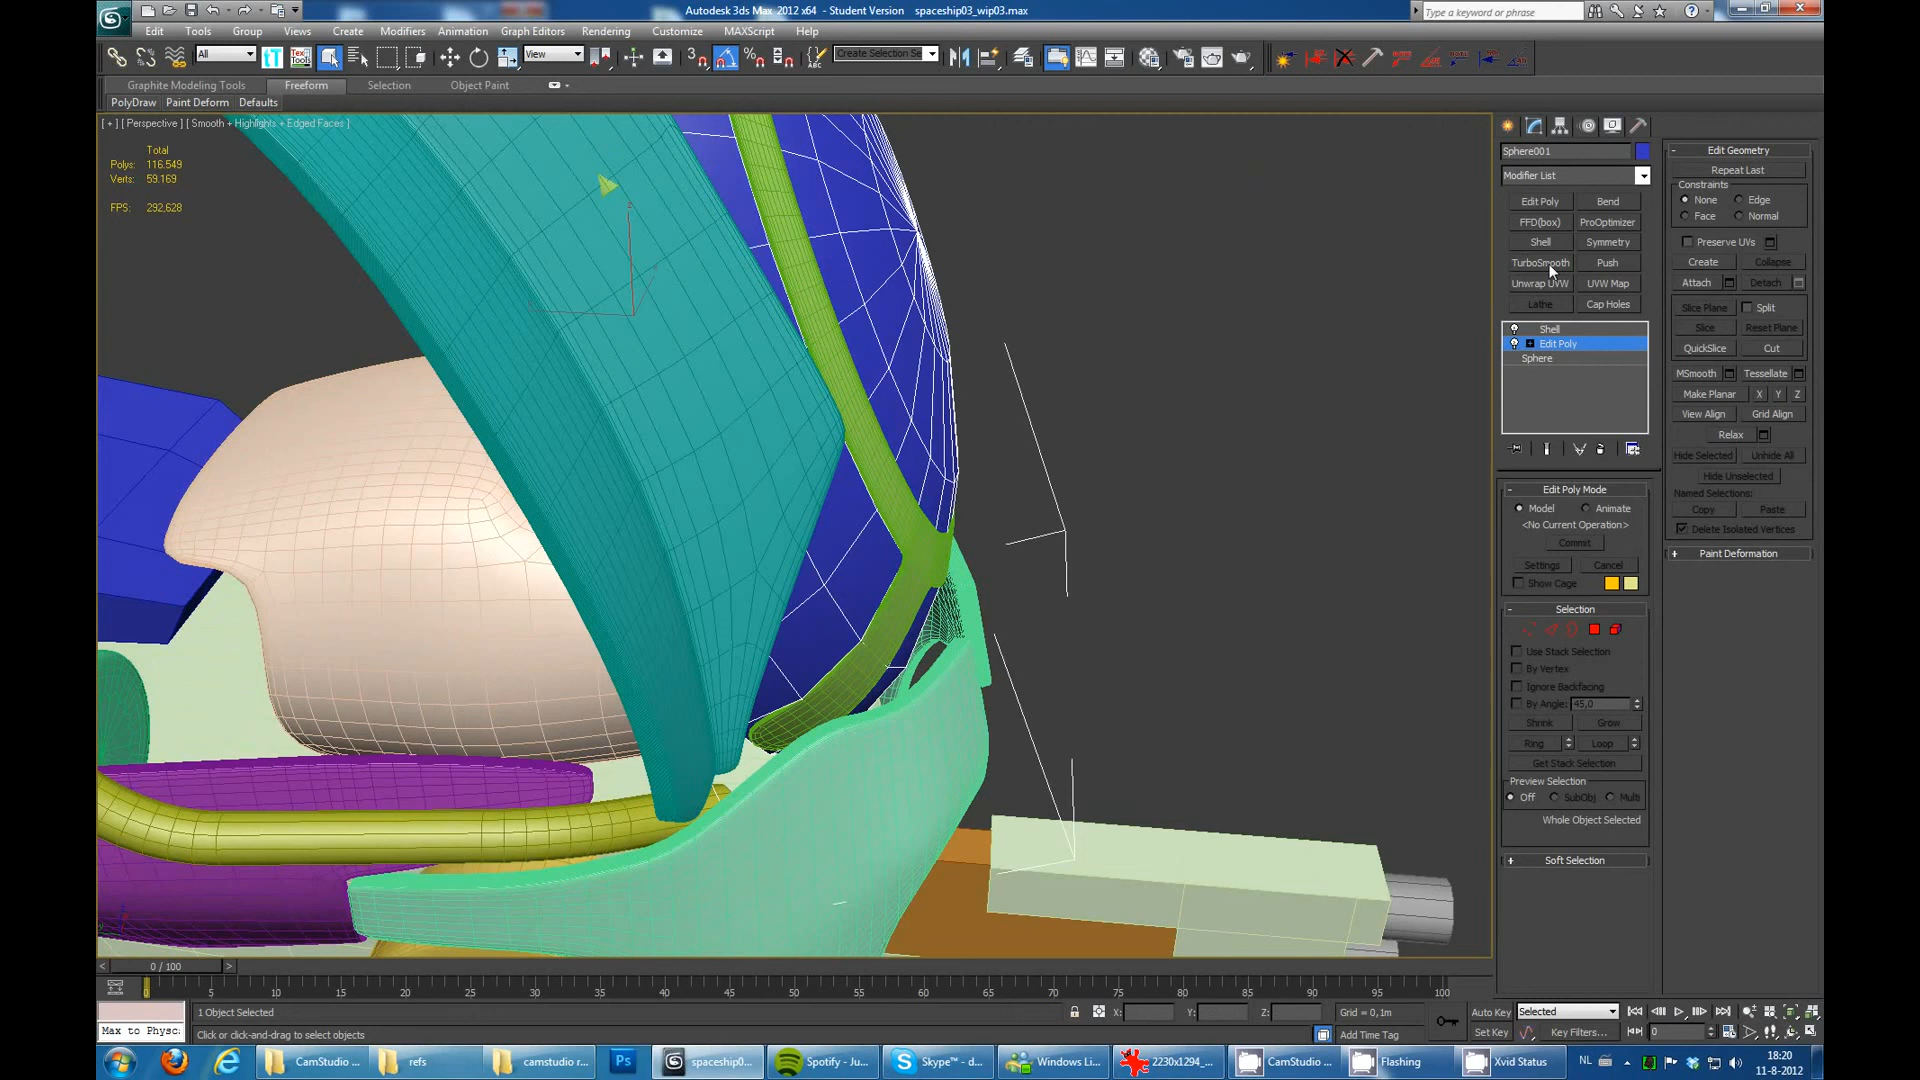 Autodesk 3ds Max 2012 x64 - Student Version spaceship03_wip03.max
Type a keyword or phrase
Edit Tools Group Views Create Modifiers Animation Graph Editors Rendering Customize MAXScript Help
All View Create Selection Se
Graphite Modeling Tools Freeform Selection Object Paint
PolyDraw Paint Deform Defaults
[ + ] [ Perspective ] [ Smooth + Highlights + Edged Faces ]
Total
Polys: 116.549
Verts: 59.169
FPS: 292,628
Sphere001
Modifier List
Edit Poly Bend
FFD(box) ProOptimizer
Shell Symmetry
TurboSmooth Push
Unwrap UVW UVW Map
Lathe Cap Holes
Shell
Edit Poly
Sphere
- Edit Poly Mode
Model Animate
<No Current Operation>
Commit
Settings Cancel
Show Cage
- Selection
Use Stack Selection
By Vertex
Ignore Backfacing
By Angle: 45,0
Shrink Grow
Ring Loop
Get Stack Selection
Preview Selection
Off SubObj Multi
Whole Object Selected
+ Soft Selection
- Edit Geometry
Repeat Last
Constraints
None Edge
Face Normal
Preserve UVs
Create Collapse
Attach Detach
Slice Plane Split
Slice Reset Plane
QuickSlice Cut
MSmooth Tessellate
Make Planar X Y Z
View Align Grid Align
Relax
Hide Selected Unhide All
Hide Unselected
Named Selections:
Copy Paste
Delete Isolated Vertices
+ Paint Deformation
< 0 / 100 >
0 5 10 15 20 25 30 35 40 45 50 55 60 65 70 75 80 85 90 95 100
1 Object Selected X: Y: Z: Grid = 0,1m Auto Key Selected
Max to Physc: Click or click-and-drag to select objects Add Time Tag Set Key Key Filters... 0
CamStudio ... refs camstudio r... Ps spaceship0... Spotify - Ju... Skype™ - d... Windows Li... 2230x1294_... CamStudio ... Flashing Xvid Status NL 18:20
11-8-2012